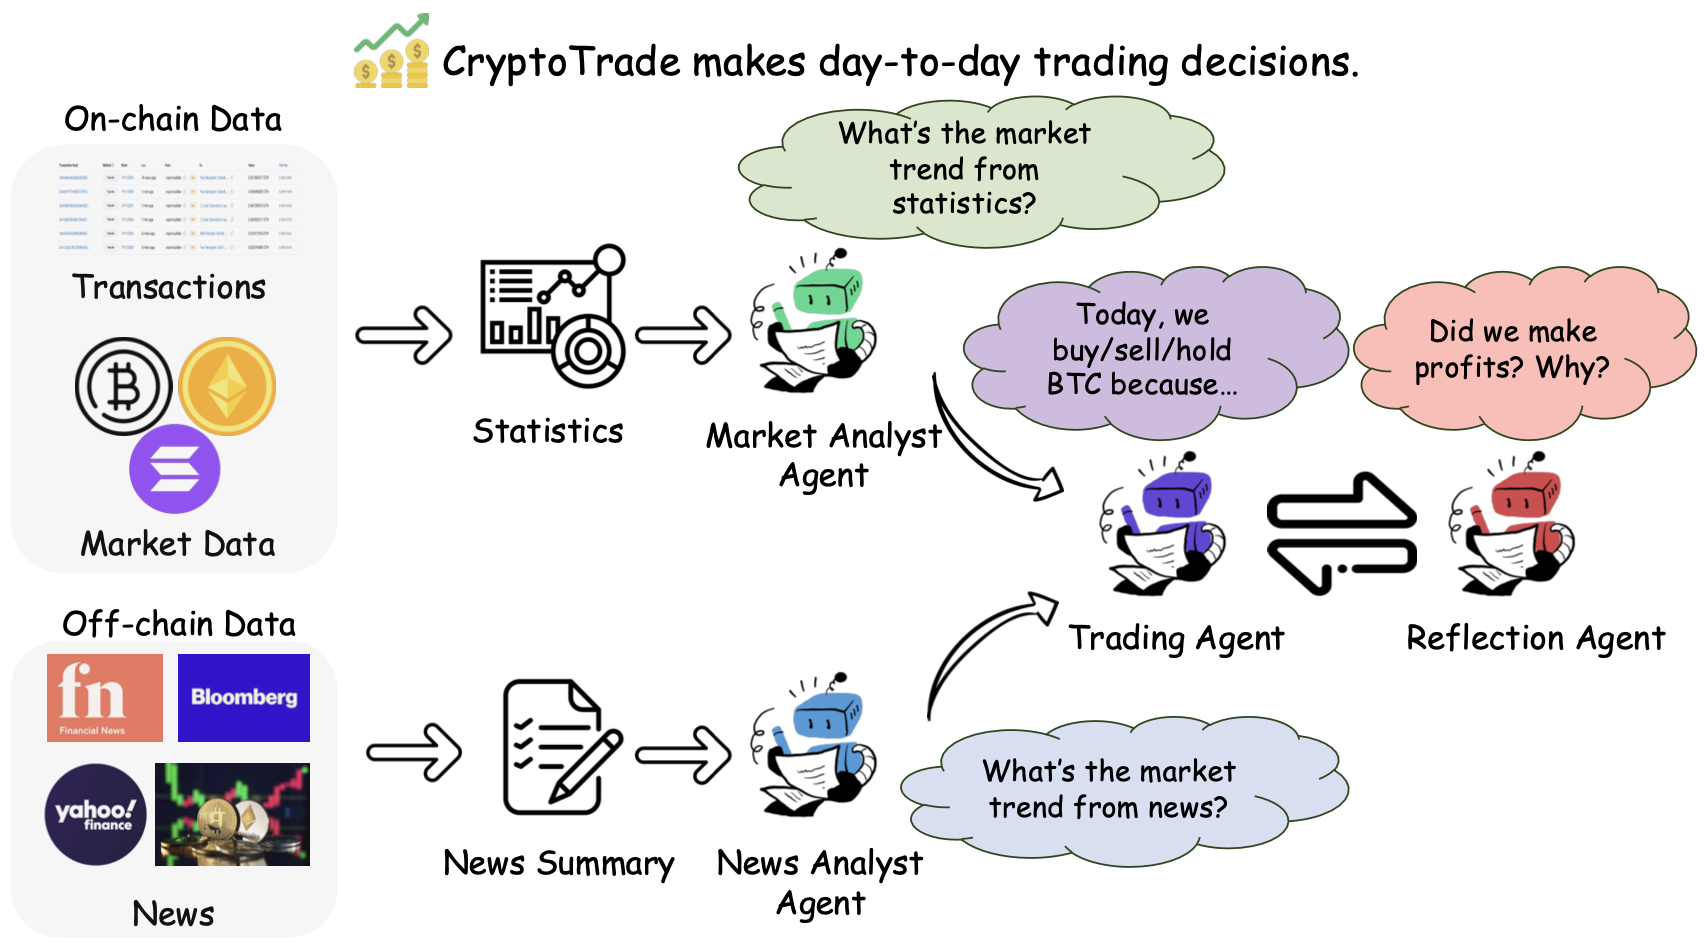 CryptoTrade makes day-to-day trading decisions.
On-chain Data
Transactions
Market Data
Statistics
What's the market
trend from
statistics?
Market Analyst
Agent
Today, we
buy/sell/hold
BTC because...
Did we make
profits? Why?
Trading Agent
Reflection Agent
Off-chain Data
fn
Financial News
Bloomberg
yahoo!
finance
News
News Summary
News Analyst
Agent
What's the market
trend from news?